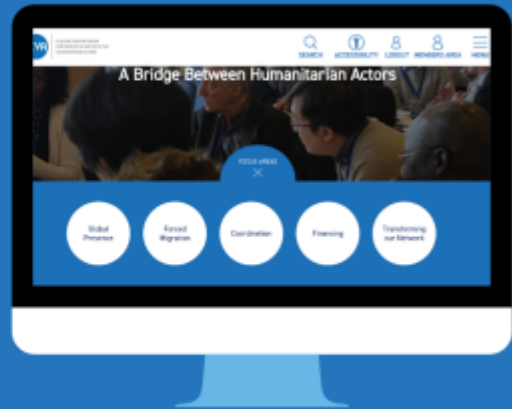 SEARCH
ACCESSIBILITY
LOGOUT
MEMBERS AREA
MENU
A Bridge Between Humanitarian Actors
FOCUS AREAS
Global
Presence
Forced
Migration
Coordination
Financing
Transforming
our Network